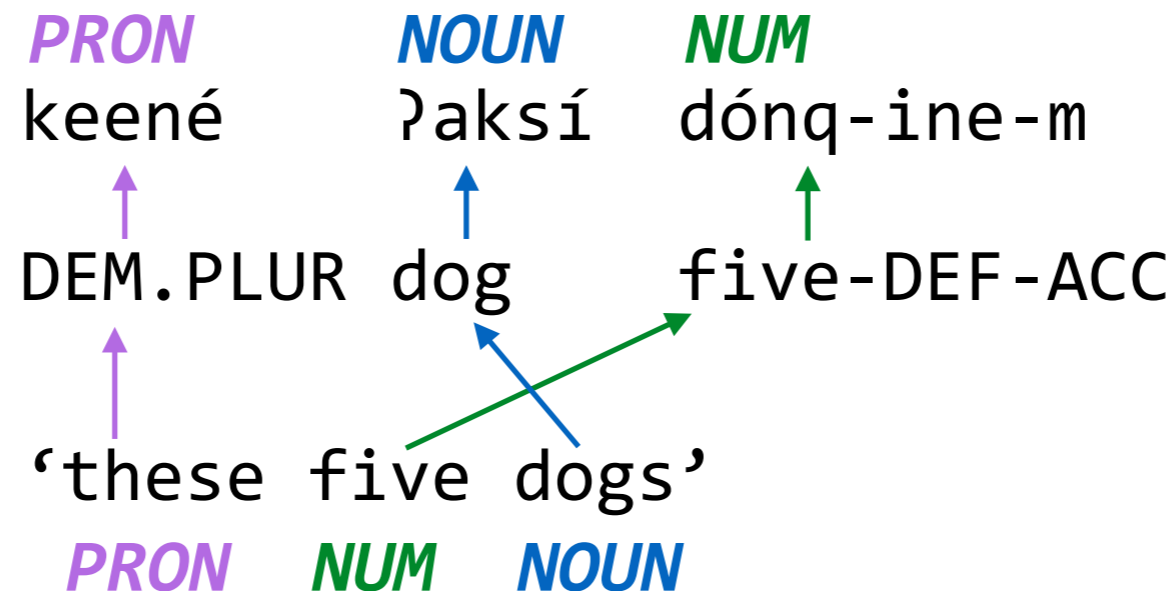 PRON NOUN NUM
keené ʔaksí dónq-ine-m
DEM.PLUR dog five-DEF-ACC
‘these five dogs’
PRON NUM NOUN